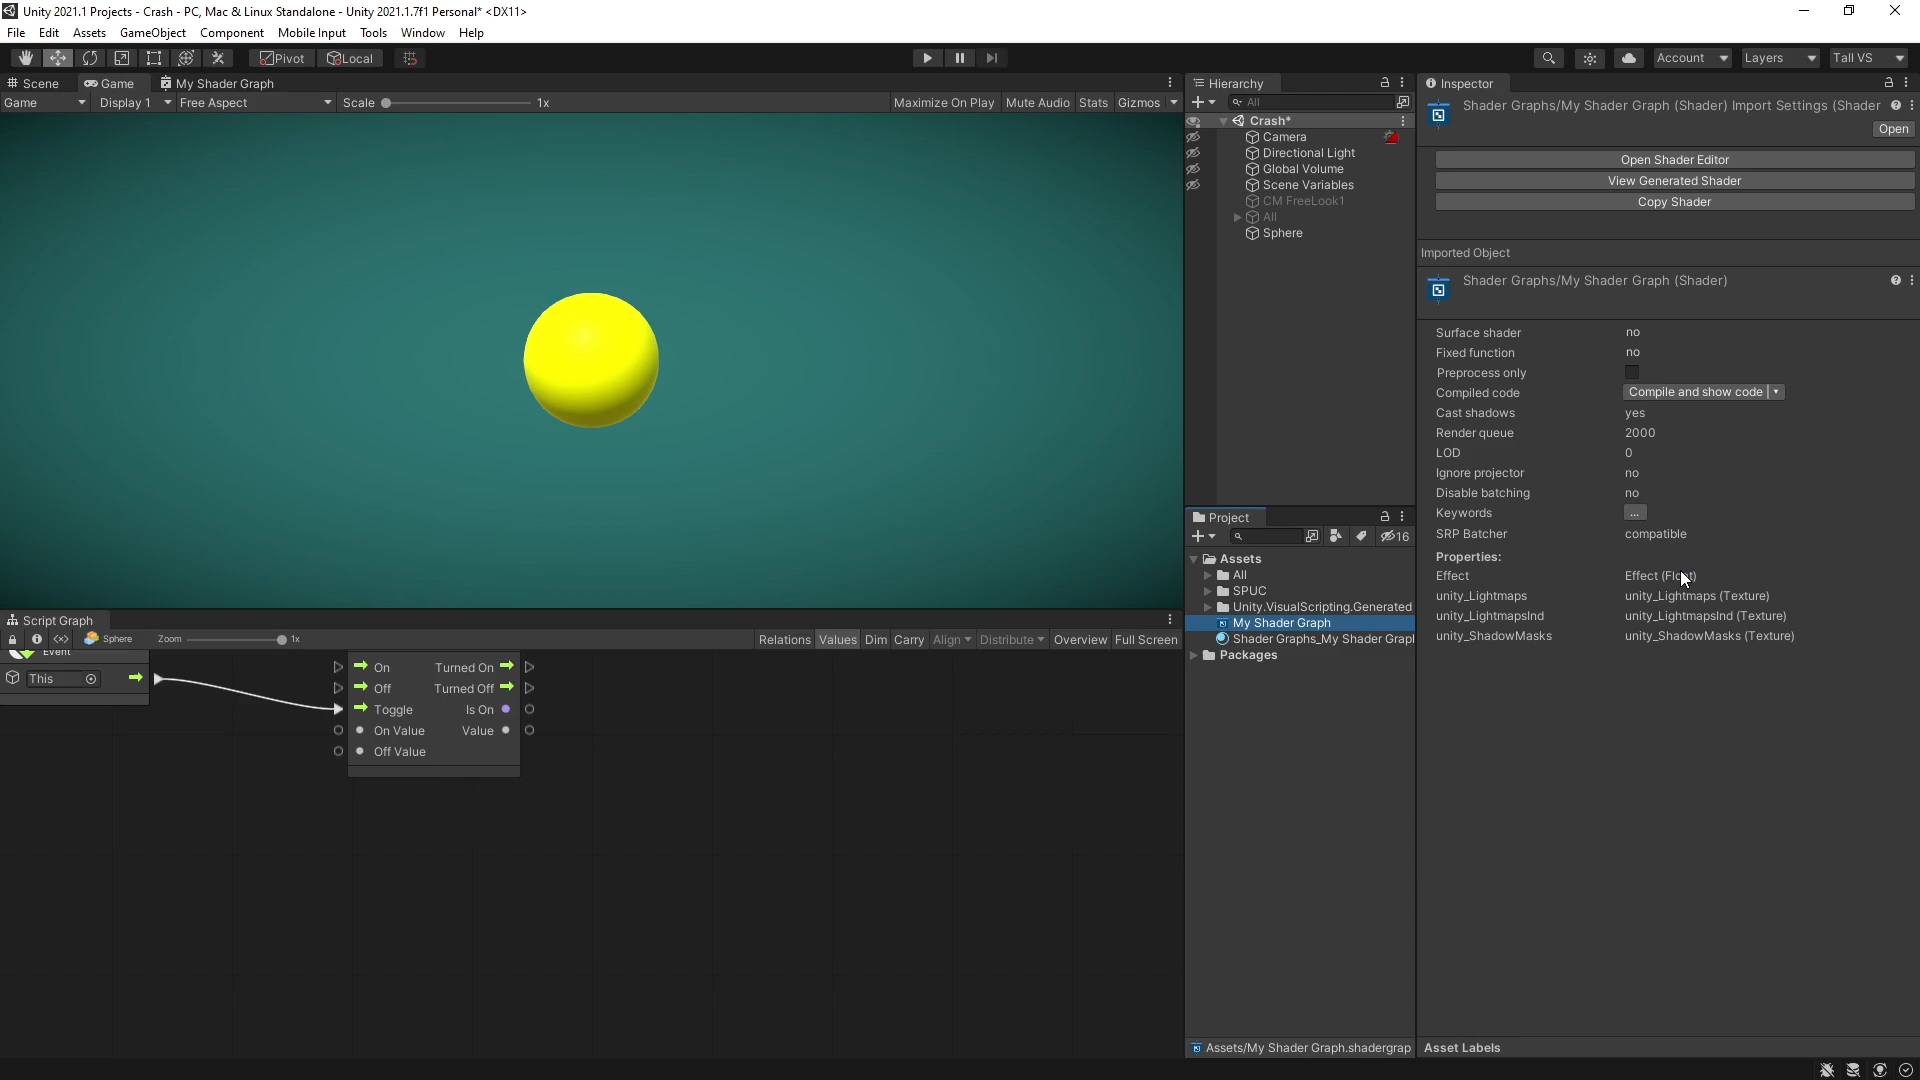 Unity 2021.1 Projects - Crash - PC, Mac & Linux Standalone - Unity 2021.1.7f1 Personal* <DX11>
File Edit Assets GameObject Component Mobile Input Tools Window Help
Pivot Local Account Layers Tall VS
Scene Game My Shader Graph
Game Display 1 Free Aspect Scale 1x Maximize On Play Mute Audio Stats Gizmos
Hierarchy
All
Crash*
Camera
Directional Light
Global Volume
Scene Variables
CM FreeLook1
All
Sphere
Project
16
Assets
All
SPUC
Unity.VisualScripting.Generated
My Shader Graph
Shader Graphs_My Shader Grap
Packages
Assets/My Shader Graph.shadergrap
Inspector
Shader Graphs/My Shader Graph (Shader) Import Settings (Shader
Open
Open Shader Editor
View Generated Shader
Copy Shader
Imported Object
Shader Graphs/My Shader Graph (Shader)
Surface shader no
Fixed function no
Preprocess only
Compiled code Compile and show code
Cast shadows yes
Render queue 2000
LOD 0
Ignore projector no
Disable batching no
Keywords ...
SRP Batcher compatible
Properties:
Effect Effect
unity_Lightmaps unity_Lightmaps (Texture)
unity_LightmapsInd unity_LightmapsInd (Texture)
unity_ShadowMasks unity_ShadowMasks (Texture)
Asset Labels
Script Graph
Sphere Zoom 1x Relations Values Dim Carry Align Distribute Overview Full Screen
Event
This
On Turned On
Off Turned Off
Toggle Is On
On Value Value
Off Value